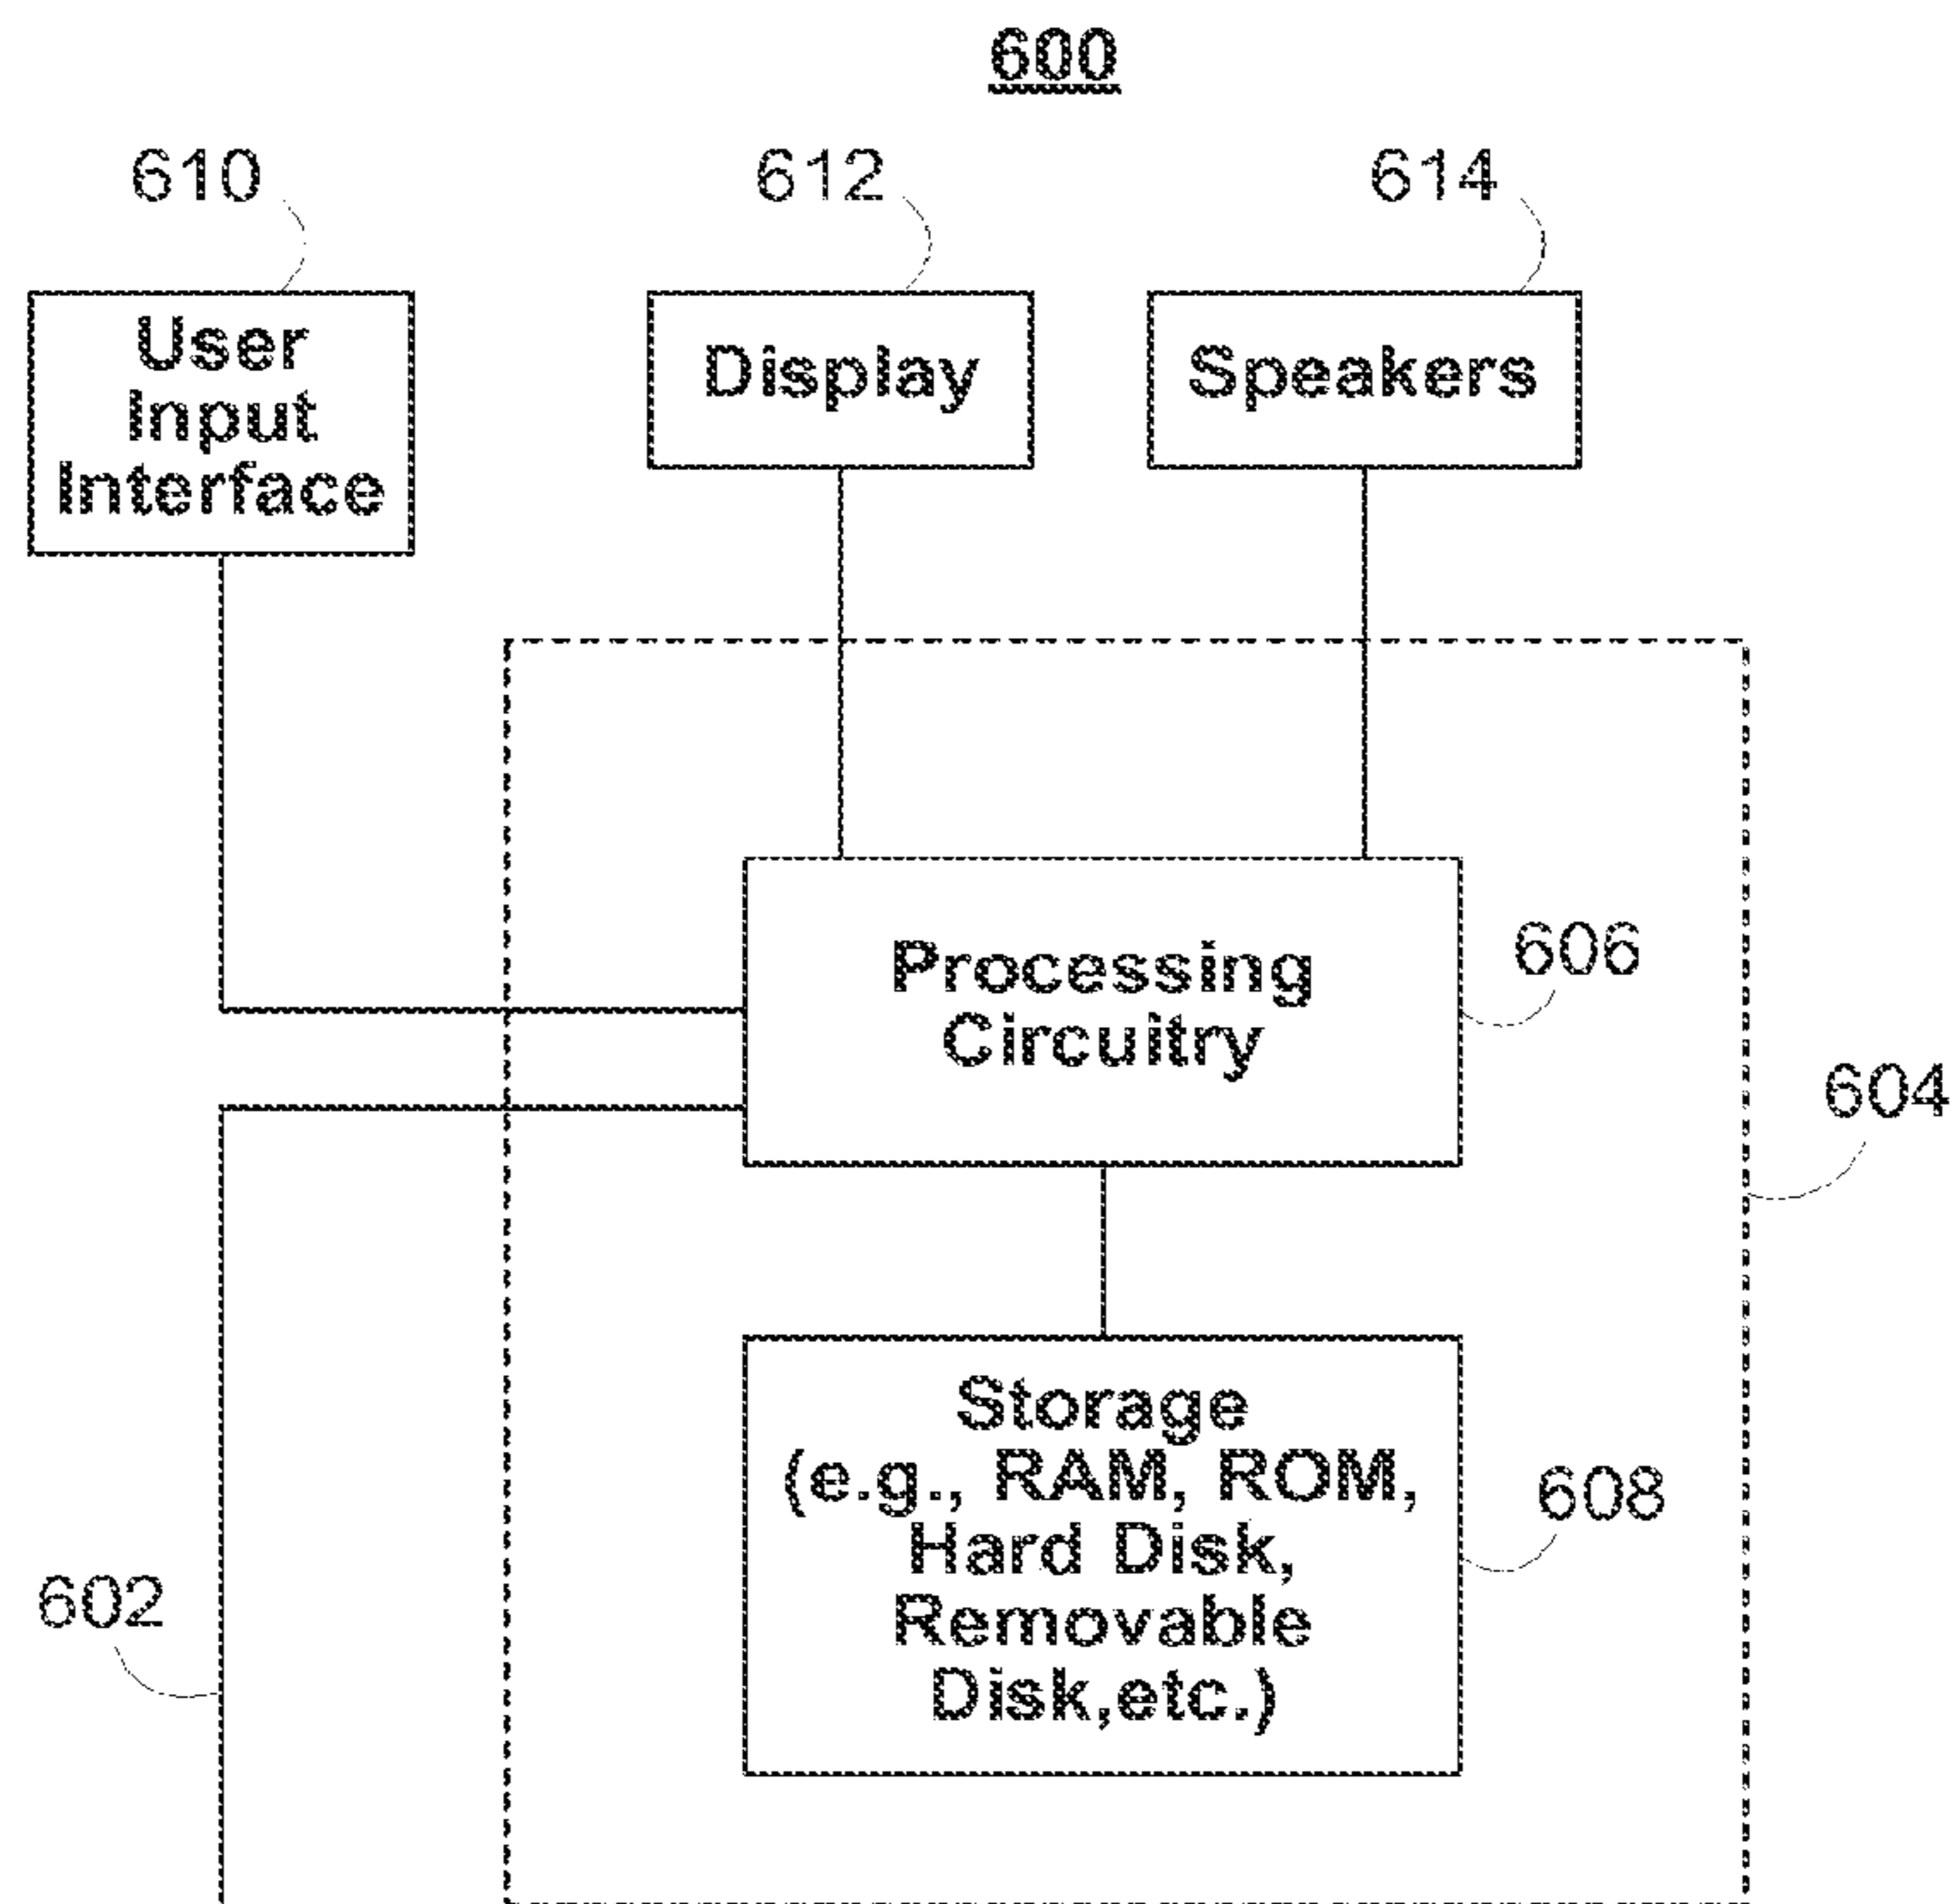 600
610
612
614
User
Input
Interface
Display
Speakers
Processing
Circuitry
606
604
Storage
(e.g., RAM, ROM,
Hard Disk,
Removable
Disk,etc.)
608
602